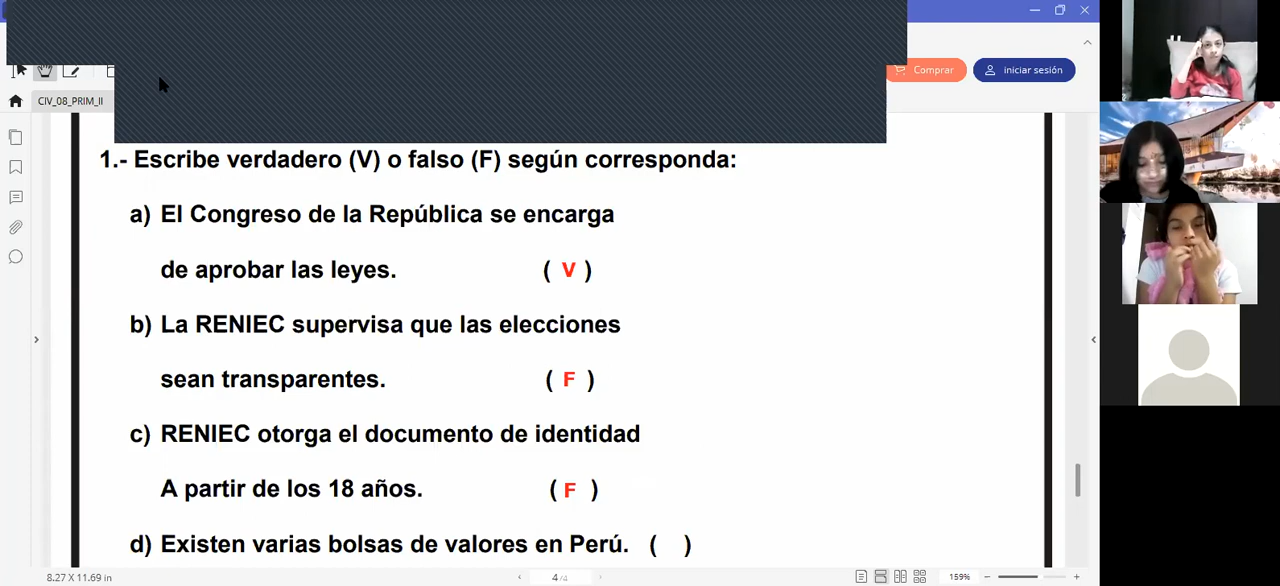 Comprar
iniciar sesión
CIV_08_PRIM_II
1.- Escribe verdadero (V) o falso (F) según corresponda:
a) El Congreso de la República se encarga
de aprobar las leyes. ( V )
b) La RENIEC supervisa que las elecciones
sean transparentes. ( F )
c) RENIEC otorga el documento de identidad
A partir de los 18 años. ( F )
d) Existen varias bolsas de valores en Perú. ( )
8.27 X 11.69 in
4 /4
159%